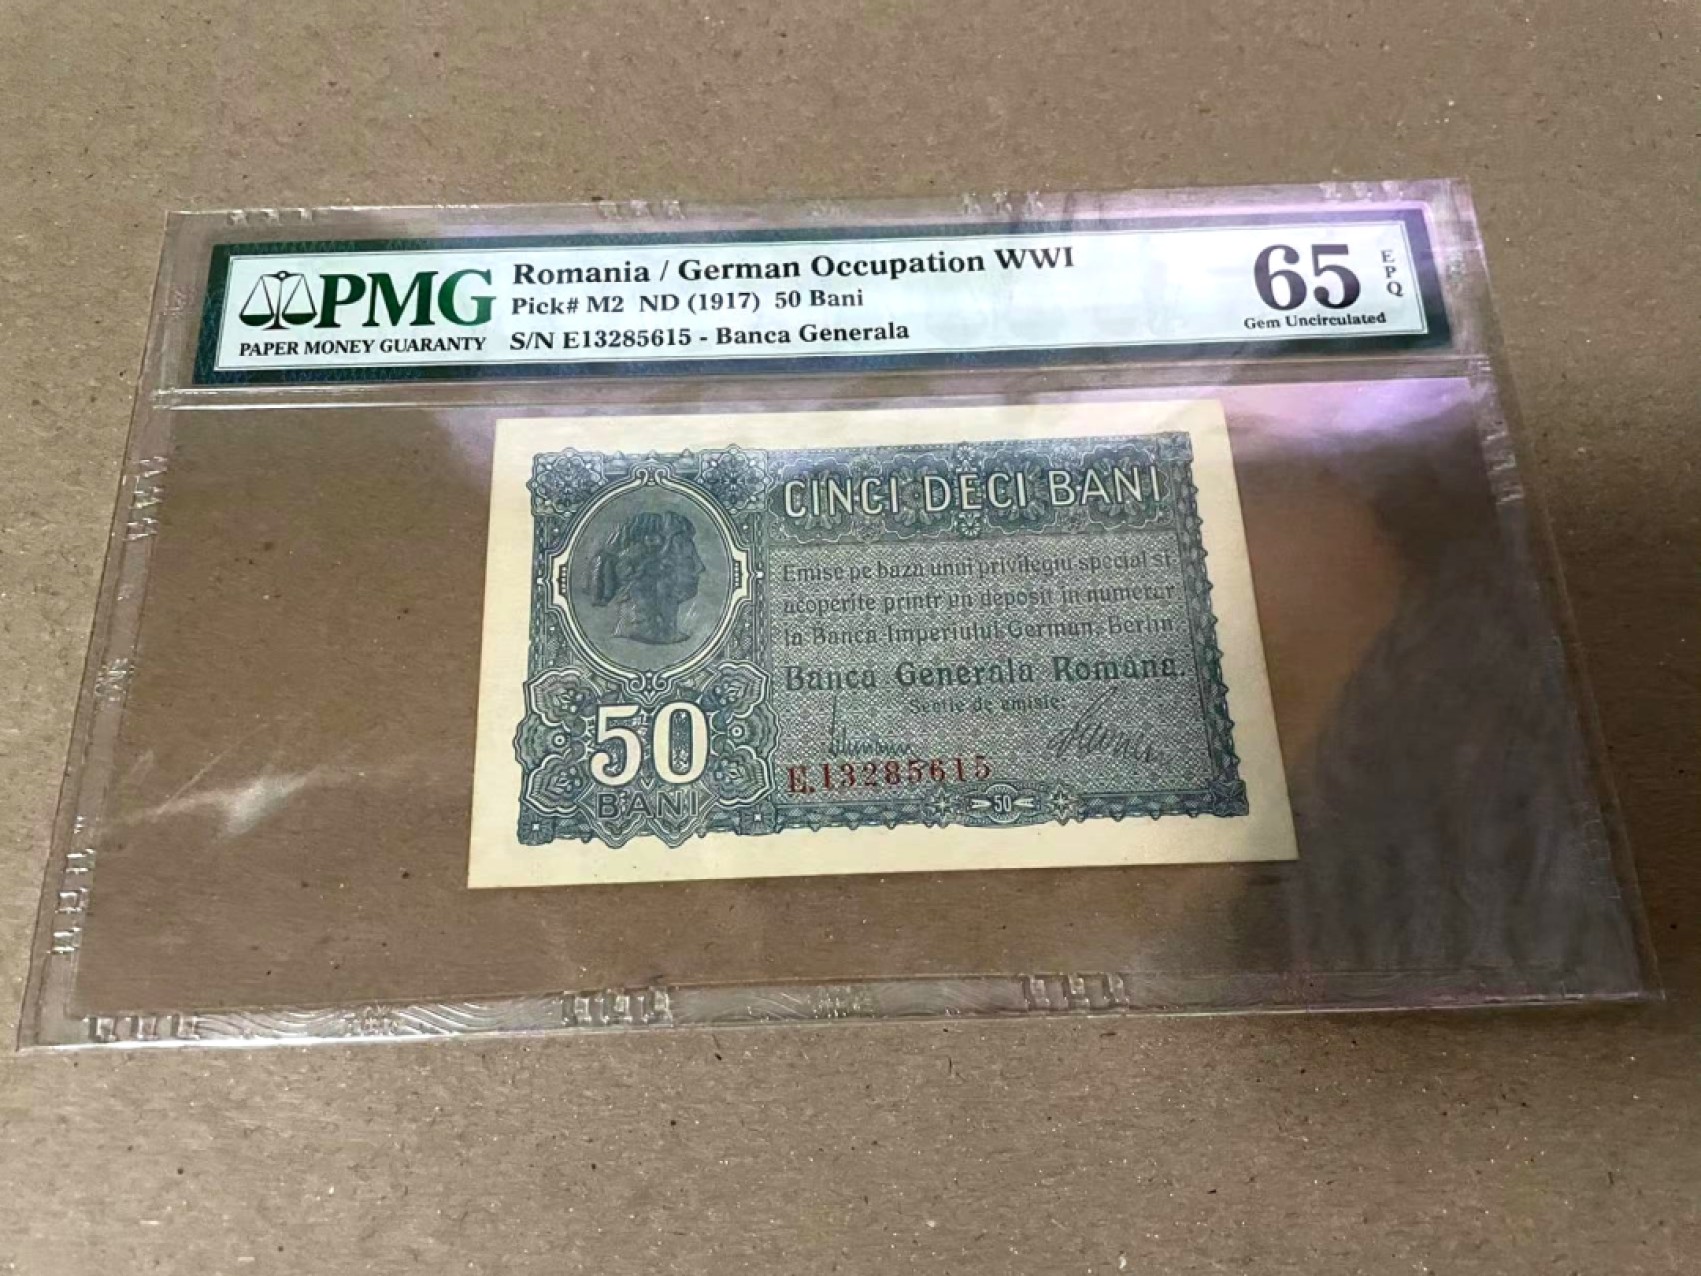 PMG
PAPER MONEY GUARANTY
Romania / German Occupation WWI
Pick# M2 ND (1917) 50 Bani
S/N E13285615 - Banca Generala
65
EPQ
Gem Uncirculated
CINCI DECI BANI
Emise pe baza unui privilegiu special si
acoperite printr'un deposit in numerar
la Banca Imperiului German, Berlin.
Banca Generala Româna.
Sectie de emisie:
E.13285615
50
BANI
50